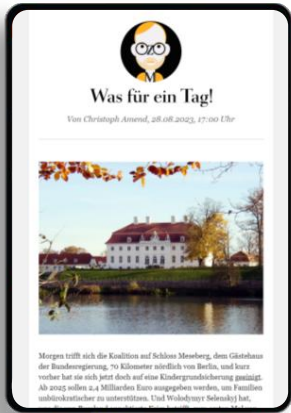 M
Was für ein Tag!
Von Christoph Amend, 28.08.2023, 17:00 Uhr
Morgen trifft sich die Koalition auf Schloss Meseberg, dem Gästehaus
der Bundesregierung, 70 Kilometer nördlich von Berlin, und kurz
vorher hat sie sich jetzt doch auf eine Kindergrundsicherung geeinigt.
Ab 2025 sollen 2,4 Milliarden Euro ausgegeben werden, um Familien
unbürokratischer zu unterstützen. Und Wolodymyr Selenskyj hat,